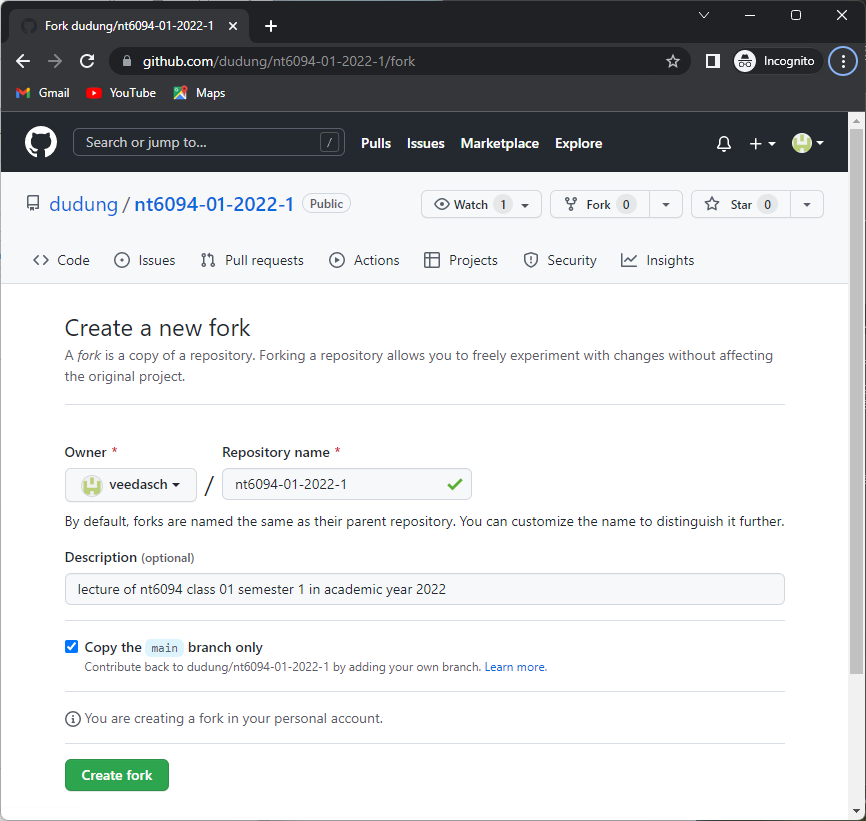 Fork dudung/nt6094-01-2022-1
github.com/dudung/nt6094-01-2022-1/fork
Incognito
Gmail YouTube Maps
Search or jump to... / Pulls Issues Marketplace Explore
dudung / nt6094-01-2022-1 Public Watch 1 Fork 0 Star 0
Code Issues Pull requests Actions Projects Security Insights
Create a new fork
A fork is a copy of a repository. Forking a repository allows you to freely experiment with changes without affecting
the original project.
Owner * Repository name *
veedasch / nt6094-01-2022-1
By default, forks are named the same as their parent repository. You can customize the name to distinguish it further.
Description (optional)
lecture of nt6094 class 01 semester 1 in academic year 2022
Copy the main branch only
Contribute back to dudung/nt6094-01-2022-1 by adding your own branch. Learn more.
You are creating a fork in your personal account.
Create fork